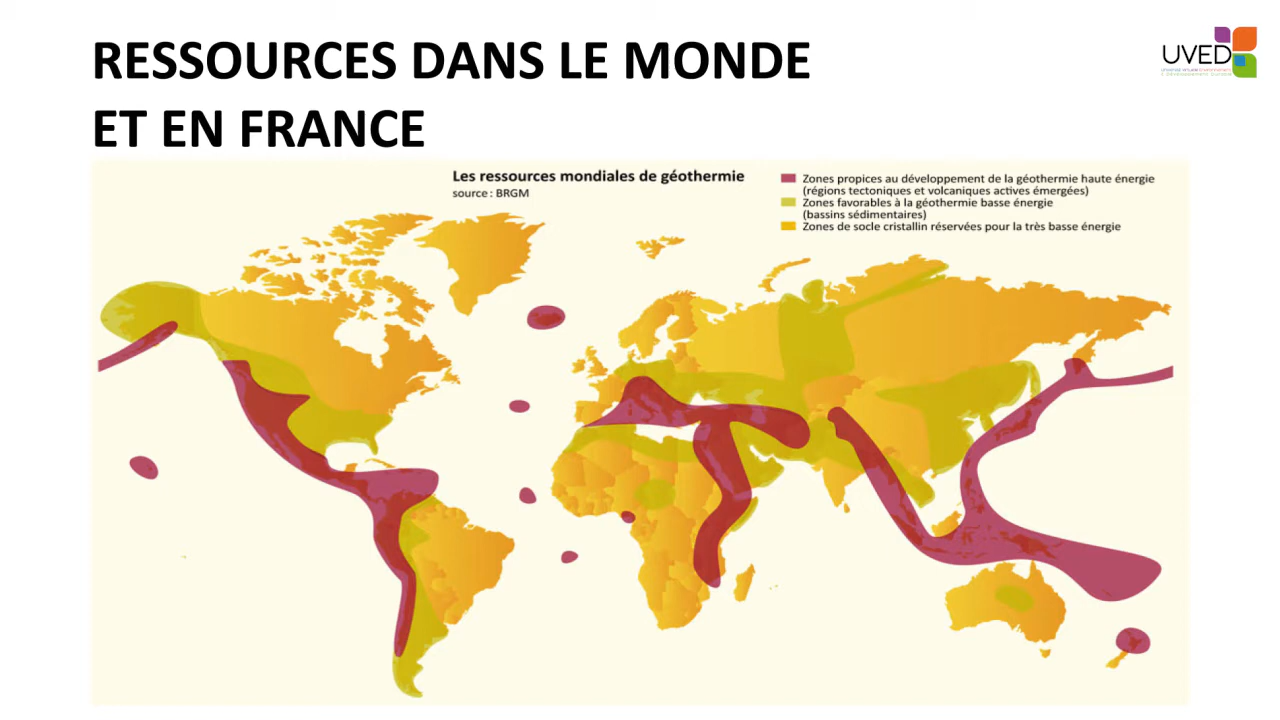 RESSOURCES DANS LE MONDE
ET EN FRANCE
UVED
Les ressources mondiales de géothermie
source : BRGM
Zones propices au développement de la géothermie haute énergie
(régions tectoniques et volcaniques actives émergées)
Zones favorables à la géothermie basse énergie
(bassins sédimentaires)
Zones de socle cristallin réservées pour la très basse énergie